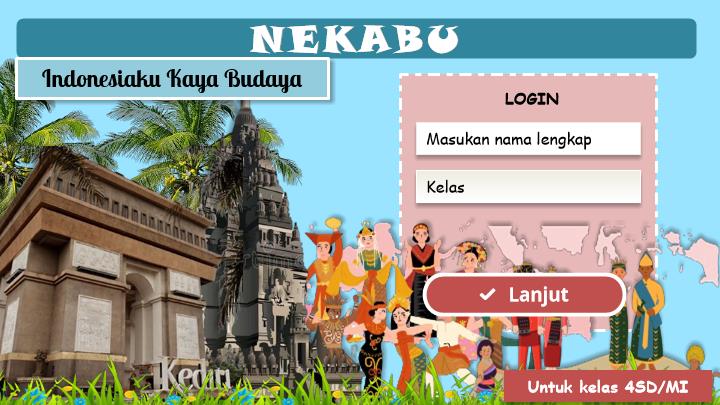 NEKABU
Indonesiaku Kaya Budaya
LOGIN
Masukan nama lengkap
Kelas
Lanjut
Kediri
Untuk kelas 4SD/MI